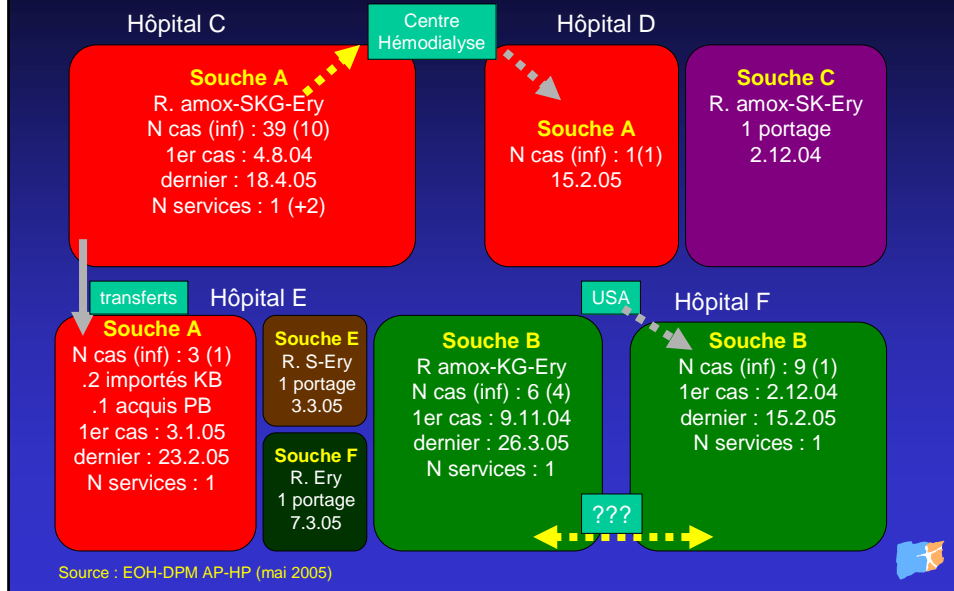 Hôpital C
Centre
Hémodialyse
Hôpital D
Souche A
R. amox-SKG-Ery
N cas (inf) : 39 (10)
1er cas : 4.8.04
dernier : 18.4.05
N services : 1 (+2)
Souche A
N cas (inf) : 1(1)
15.2.05
Souche C
R. amox-SK-Ery
1 portage
2.12.04
transferts
Hôpital E
USA
Hôpital F
Souche A
N cas (inf) : 3 (1)
.2 importés KB
.1 acquis PB
1er cas : 3.1.05
dernier : 23.2.05
N services : 1
Souche E
R. S-Ery
1 portage
3.3.05
Souche F
R. Ery
1 portage
7.3.05
Souche B
R amox-KG-Ery
N cas (inf) : 6 (4)
1er cas : 9.11.04
dernier : 26.3.05
N services : 1
Souche B
N cas (inf) : 9 (1)
1er cas : 2.12.04
dernier : 15.2.05
N services : 1
???
Source : EOH-DPM AP-HP (mai 2005)